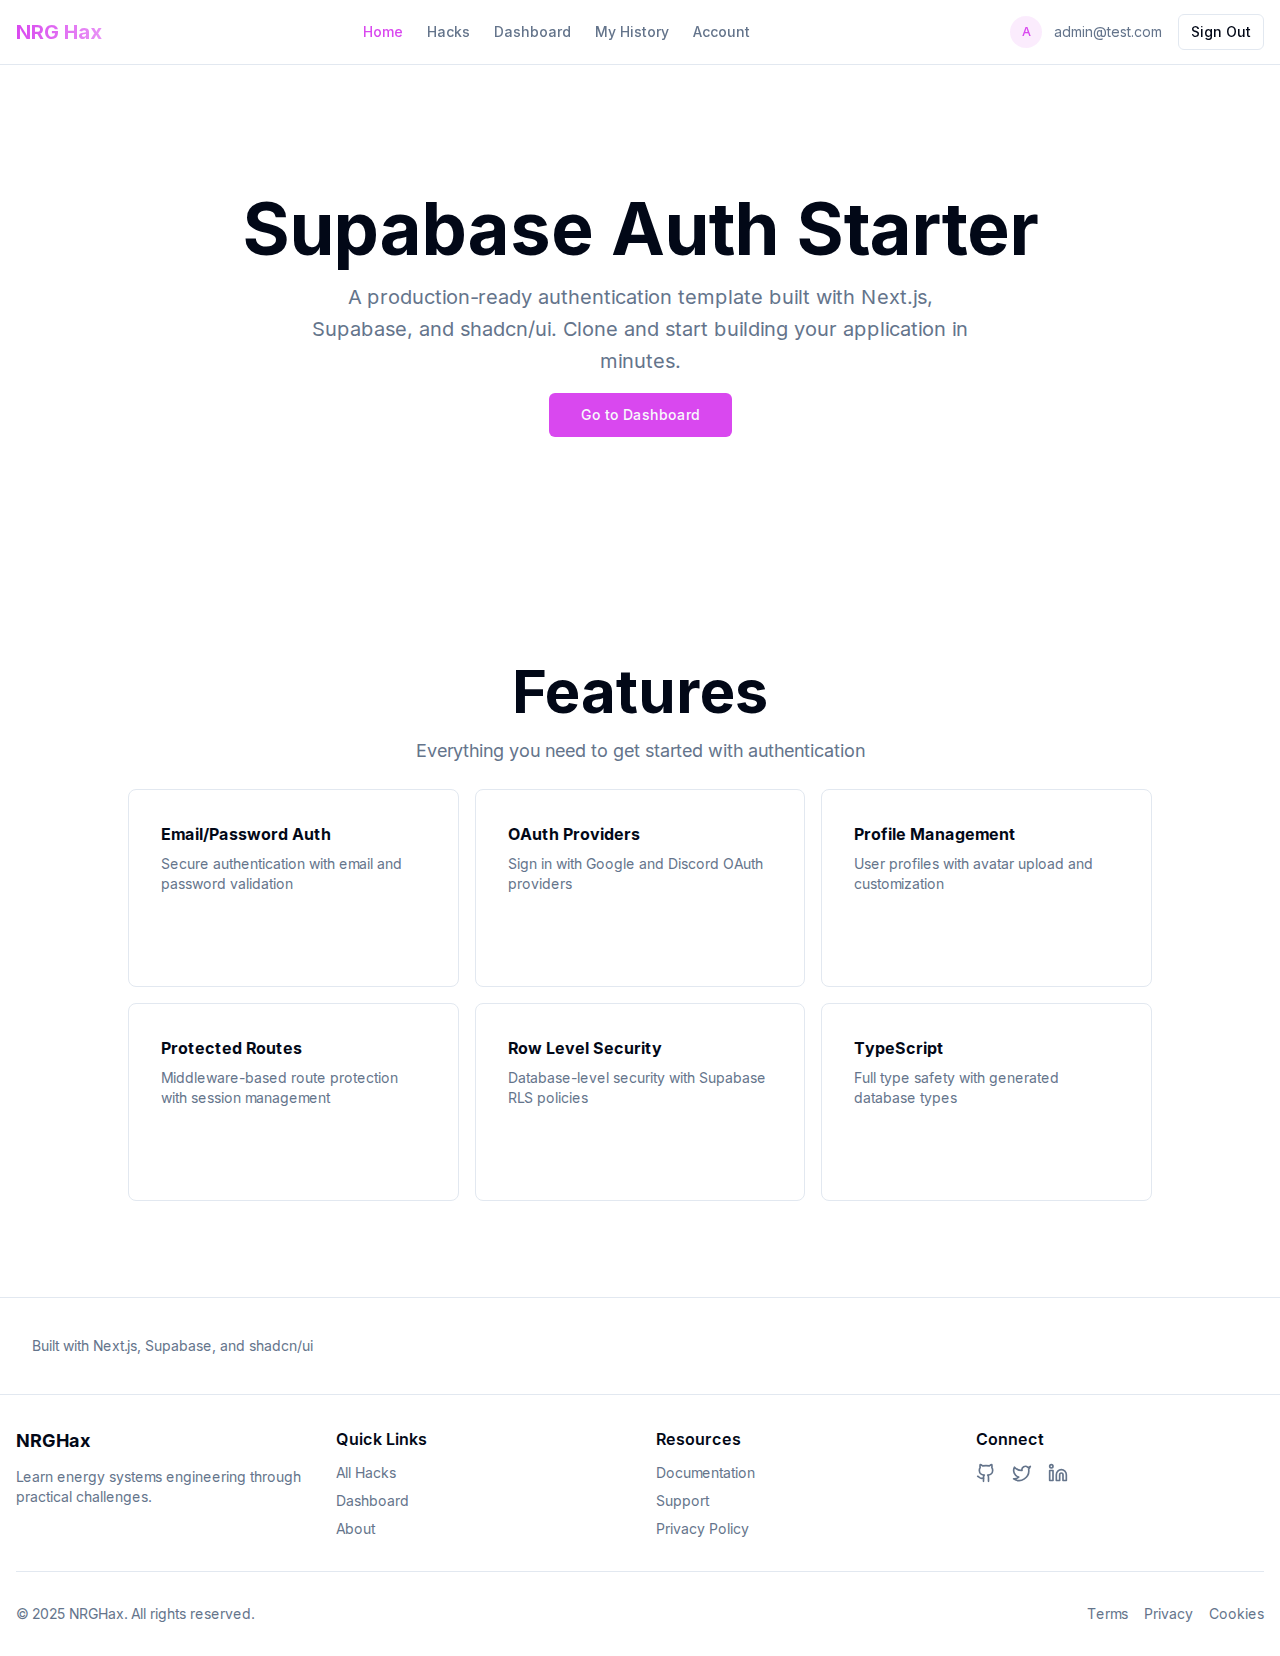 NRG Hax
Home
Hacks
Dashboard
My History
Account
A
admin@test.com
Sign Out
Supabase Auth Starter
A production-ready authentication template built with Next.js,
Supabase, and shadcn/ui. Clone and start building your application in
minutes.
Go to Dashboard
Features
Everything you need to get started with authentication
Email/Password Auth
Secure authentication with email and
password validation
OAuth Providers
Sign in with Google and Discord OAuth
providers
Profile Management
User profiles with avatar upload and
customization
Protected Routes
Middleware-based route protection
with session management
Row Level Security
Database-level security with Supabase
RLS policies
TypeScript
Full type safety with generated
database types
Built with Next.js, Supabase, and shadcn/ui
NRGHax
Learn energy systems engineering through
practical challenges.
Quick Links
All Hacks
Dashboard
About
Resources
Documentation
Support
Privacy Policy
Connect
© 2025 NRGHax. All rights reserved.
Terms
Privacy
Cookies